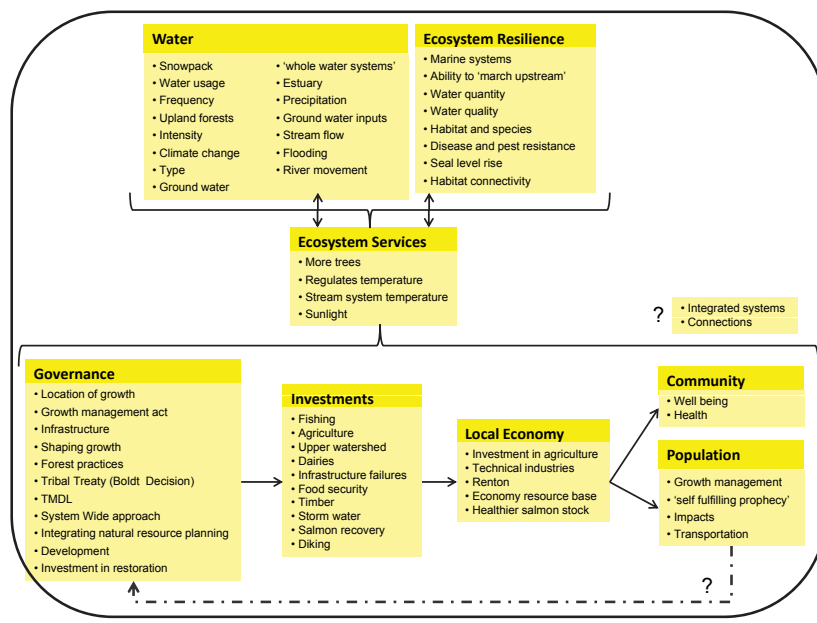 Water
• Snowpack
• Water usage
• Frequency
• Upland forests
• Intensity
• Climate change
• Type
• Ground water
• ‘whole water systems’
• Estuary
• Precipitation
• Ground water inputs
• Stream flow
• Flooding
• River movement
Ecosystem Resilience
• Marine systems
• Ability to ‘march upstream’
• Water quantity
• Water quality
• Habitat and species
• Disease and pest resistance
• Seal level rise
• Habitat connectivity
Ecosystem Services
• More trees
• Regulates temperature
• Stream system temperature
• Sunlight
?
• Integrated systems
• Connections
Governance
• Location of growth
• Growth management act
• Infrastructure
• Shaping growth
• Forest practices
• Tribal Treaty (Boldt Decision)
• TMDL
• System Wide approach
• Integrating natural resource planning
• Development
• Investment in restoration
Investments
• Fishing
• Agriculture
• Upper watershed
• Dairies
• Infrastructure failures
• Food security
• Timber
• Storm water
• Salmon recovery
• Diking
Local Economy
• Investment in agriculture
• Technical industries
• Renton
• Economy resource base
• Healthier salmon stock
Community
• Well being
• Health
Population
• Growth management
• ‘self fulfilling prophecy’
• Impacts
• Transportation
?